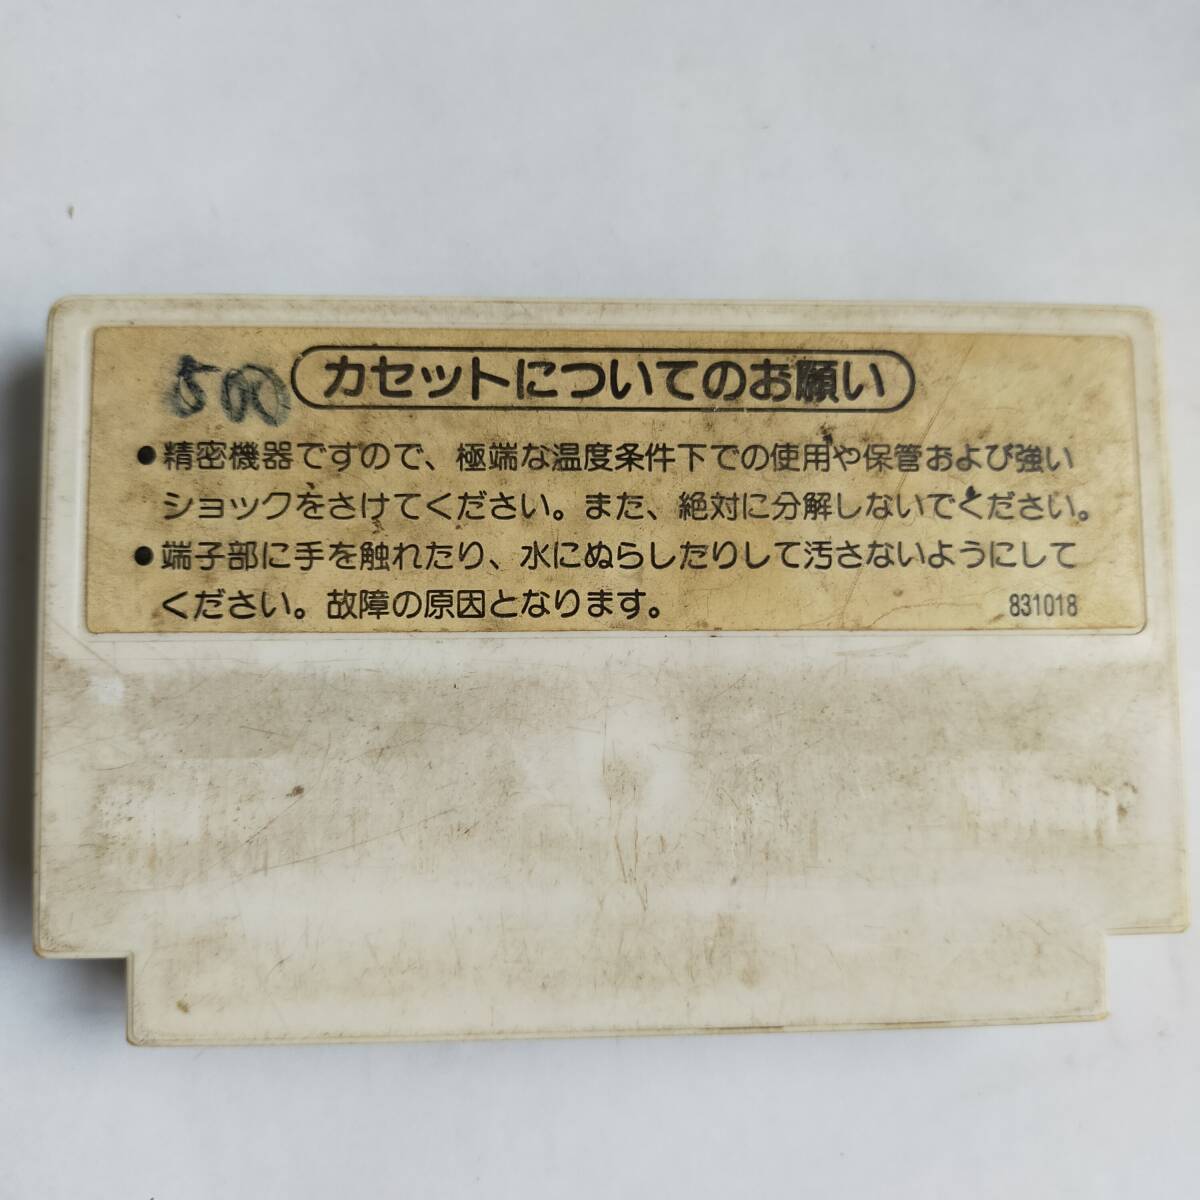 500
カセットについてのお願い
●精密機器ですので、極端な温度条件下での使用や保管および強い
ショックをさけてください。また、絶対に分解しないでください。
●端子部に手を触れたり、水にぬらしたりして汚さないようにして
ください。故障の原因となります。
831018